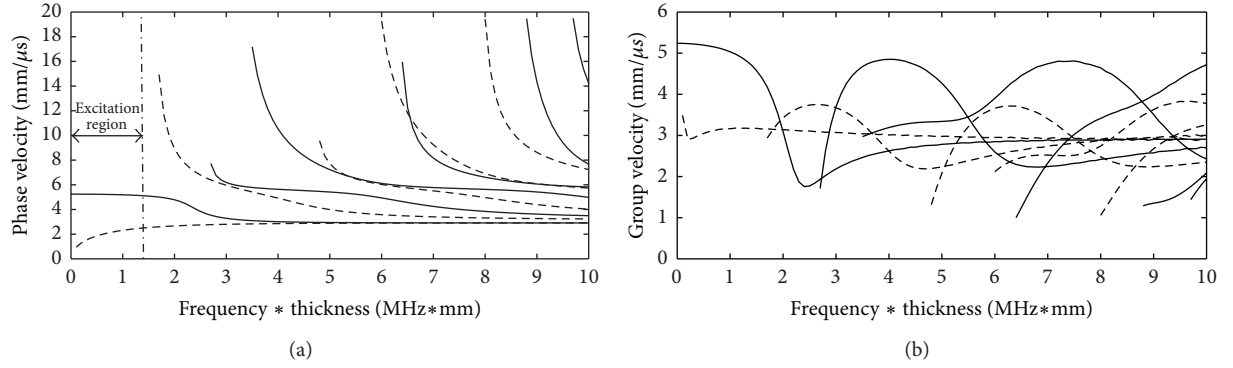 20
18
16
14
12
10
8
6
4
2
0
Phase velocity (mm/μs)
Excitation
region
0 1 2 3 4 5 6 7 8 9 10
Frequency ∗ thickness (MHz∗mm)
(a)
6
5
4
3
2
1
0
Group velocity (mm/μs)
0 1 2 3 4 5 6 7 8 9 10
Frequency ∗ thickness (MHz∗mm)
(b)